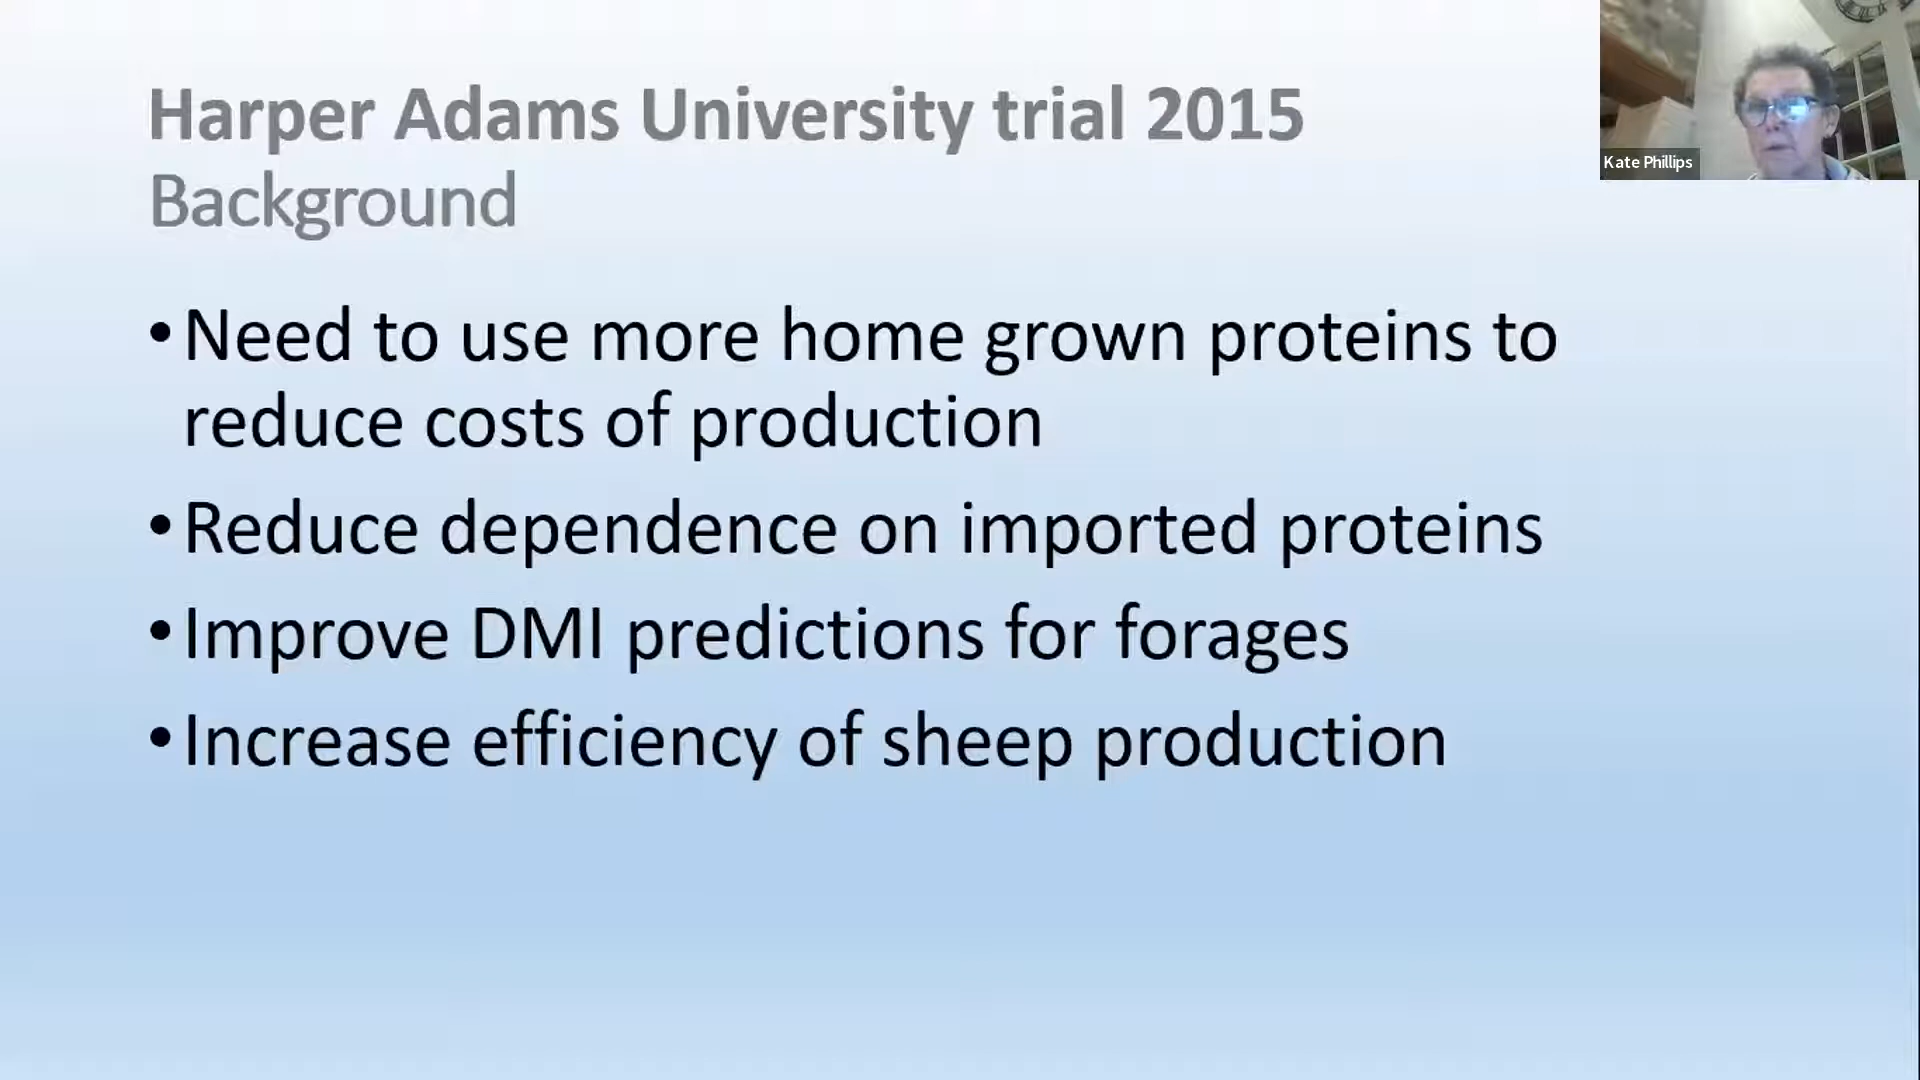 Harper Adams University trial 2015
Background
•Need to use more home grown proteins to
reduce costs of production
•Reduce dependence on imported proteins
•Improve DMI predictions for forages
•Increase efficiency of sheep production
Kate Phillips